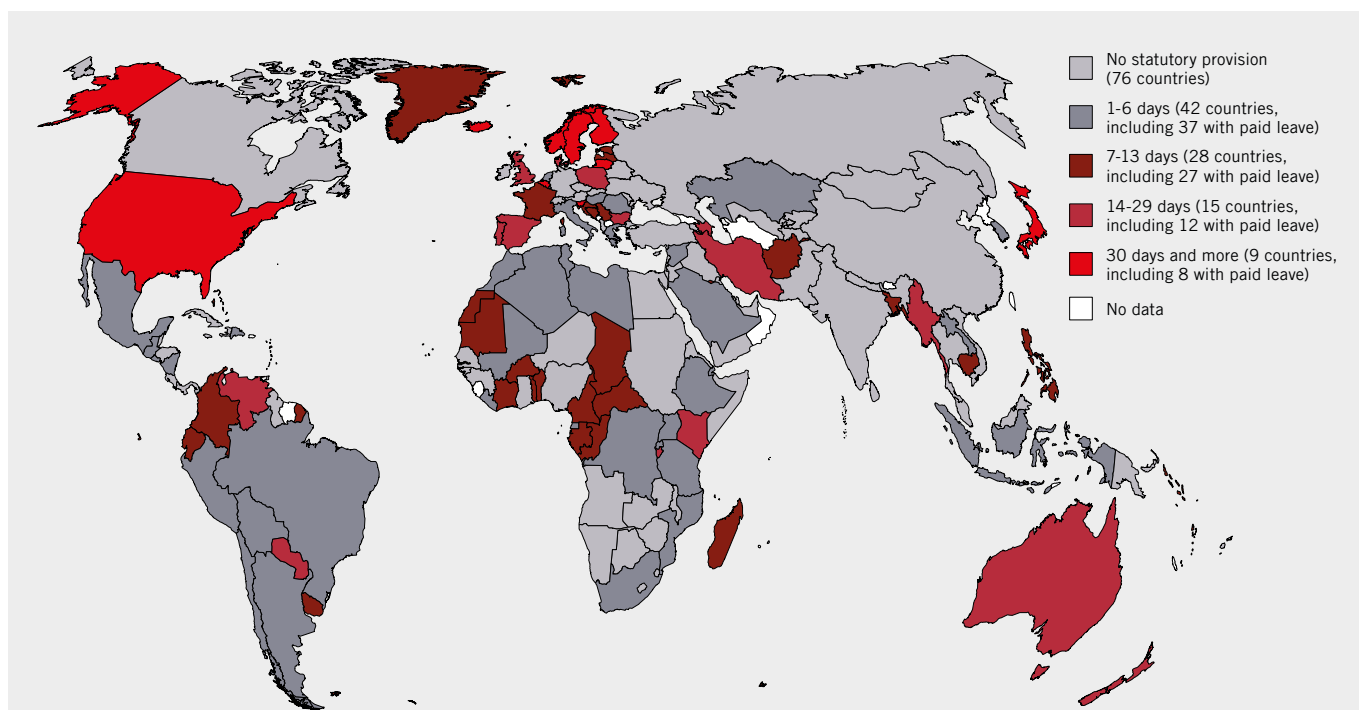 No statutory provision
(76 countries)
1-6 days (42 countries,
including 37 with paid leave)
7-13 days (28 countries,
including 27 with paid leave)
14-29 days (15 countries,
including 12 with paid leave)
30 days and more (9 countries,
including 8 with paid leave)
No data